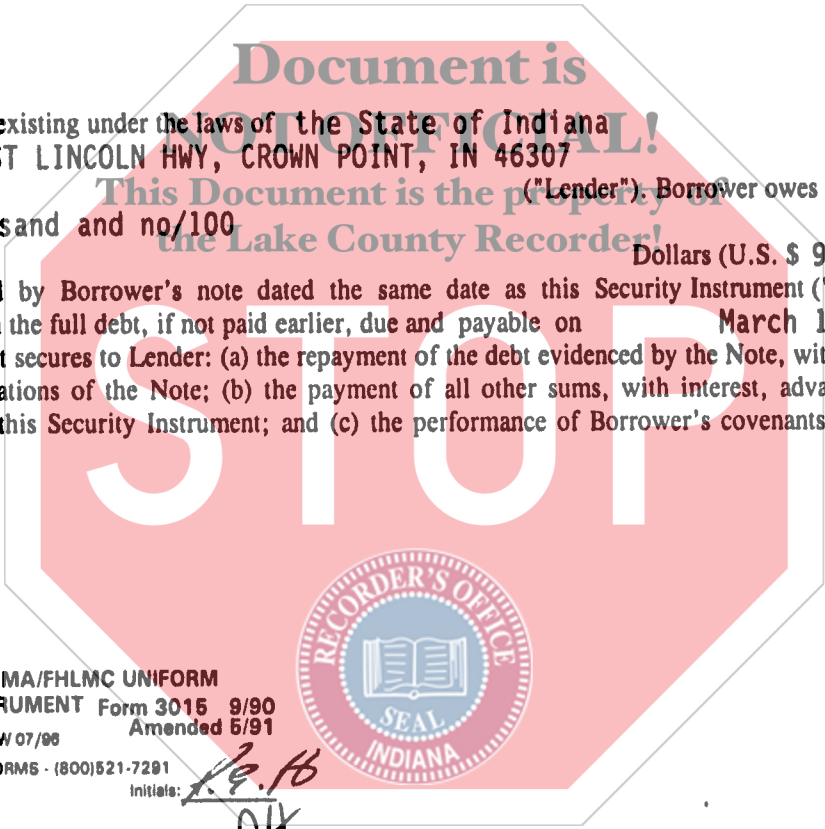 Document is
existing under the laws of the State of Indiana
NOT OFFICIAL!
ST LINCOLN HWY, CROWN POINT, IN 46307
This Document is the property of
("Lender"). Borrower owes
sand and no/100
the Lake County Recorder!
Dollars (U.S. $ 9
by Borrower's note dated the same date as this Security Instrument ("
the full debt, if not paid earlier, due and payable on March 1
t secures to Lender: (a) the repayment of the debt evidenced by the Note, wit
ations of the Note; (b) the payment of all other sums, with interest, adva
this Security Instrument; and (c) the performance of Borrower's covenants
STOP
RECORDER'S OFFICE
SEAL
INDIANA
MA/FHLMC UNIFORM
RUMENT Form 3015 9/90
Amended 5/91
W 07/96
RMS - (800)521-7291
Initials: